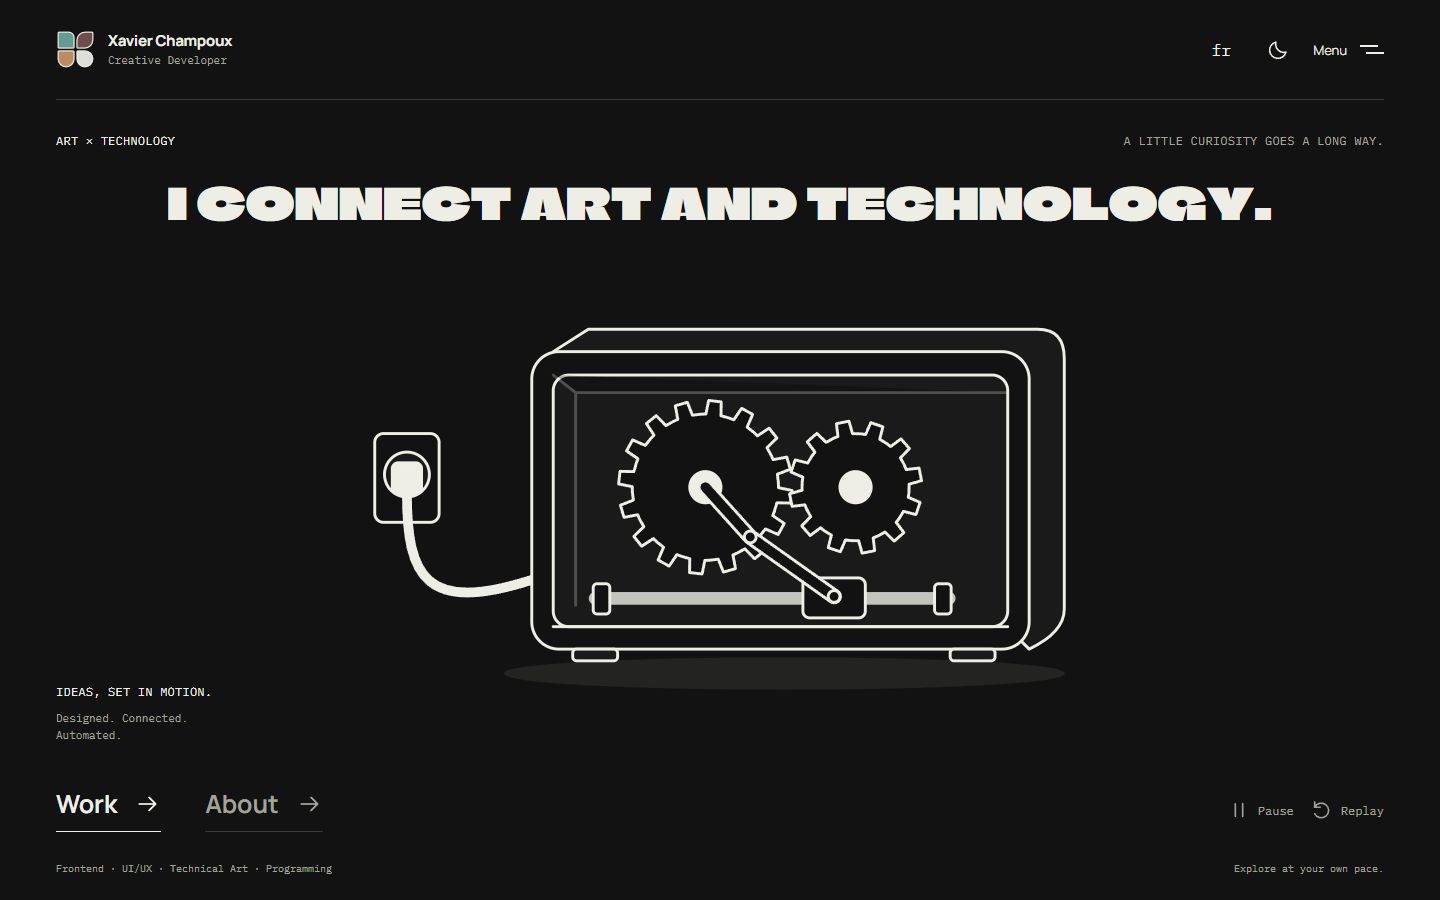 Xavier Champoux
Creative Developer
fr
Menu
ART × TECHNOLOGY
A LITTLE CURIOSITY GOES A LONG WAY.
I CONNECT ART AND TECHNOLOGY.
IDEAS, SET IN MOTION.
Designed. Connected.
Automated.
Work →
About →
Pause
Replay
Frontend · UI/UX · Technical Art · Programming
Explore at your own pace.